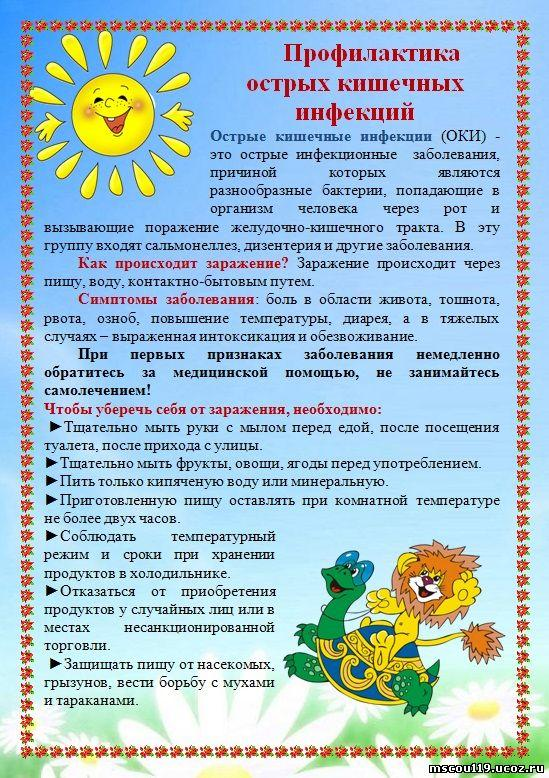 Профилактика
острых кишечных
инфекций
Острые кишечные инфекции (ОКИ) -
это острые инфекционные заболевания,
причиной которых являются
разнообразные бактерии, попадающие в
организм человека через рот и
вызывающие поражение желудочно-кишечного тракта. В эту
группу входят сальмонеллез, дизентерия и другие заболевания.
Как происходит заражение? Заражение происходит через
пищу, воду, контактно-бытовым путем.
Симптомы заболевания: боль в области живота, тошнота,
рвота, озноб, повышение температуры, диарея, а в тяжелых
случаях – выраженная интоксикация и обезвоживание.
При первых признаках заболевания немедленно
обратитесь за медицинской помощью, не занимайтесь
самолечением!
Чтобы уберечь себя от заражения, необходимо:
►Тщательно мыть руки с мылом перед едой, после посещения
туалета, после прихода с улицы.
►Тщательно мыть фрукты, овощи, ягоды перед употреблением.
►Пить только кипяченую воду или минеральную.
►Приготовленную пищу оставлять при комнатной температуре
не более двух часов.
►Соблюдать температурный
режим и сроки при хранении
продуктов в холодильнике.
►Отказаться от приобретения
продуктов у случайных лиц или в
местах несанкционированной
торговли.
►Защищать пищу от насекомых,
грызунов, вести борьбу с мухами
и тараканами.
mscou119.ucoz.ru